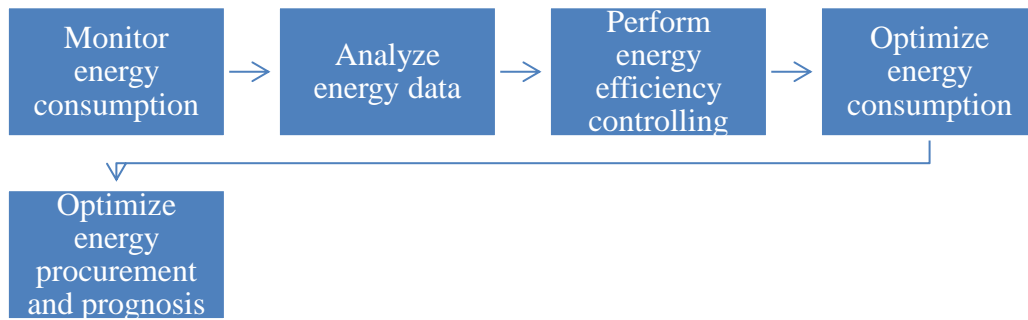 Monitor
energy
consumption
Analyze
energy data
Perform
energy
efficiency
controlling
Optimize
energy
consumption
Optimize
energy
procurement
and prognosis